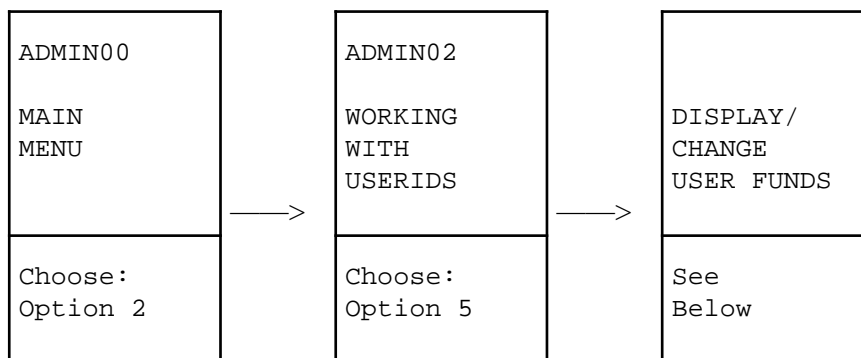 ADMIN00
MAIN
MENU
————>
Choose:
Option 2
ADMIN02
WORKING
WITH
USERIDS
————>
Choose:
Option 5
DISPLAY/
CHANGE
USER FUNDS
See
Below